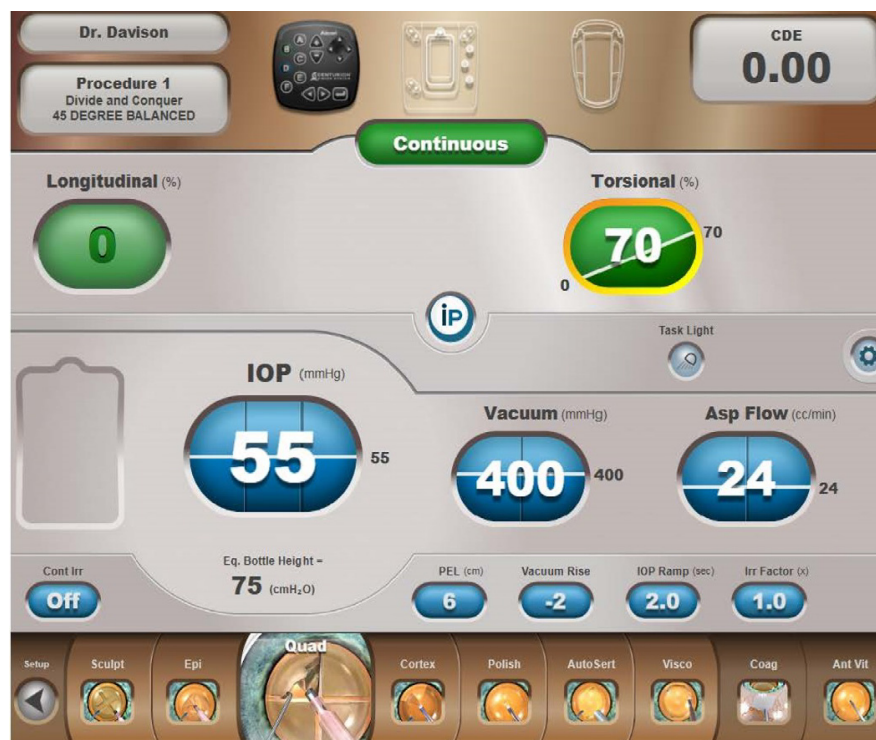 Dr. Davison
Procedure 1
Divide and Conquer
45 DEGREE BALANCED
A
B
C
D
E
F
CENTURION
CDE
0.00
Continuous
Longitudinal (%)
0
Torsional (%)
70
70
0
iP
Task Light
IOP (mmHg)
55
55
Vacuum (mmHg)
400
400
Asp Flow (cc/min)
24
24
Eq. Bottle Height =
75 (cmH₂O)
Cont Irr
Off
PEL (cm)
6
Vacuum Rise
-2
IOP Ramp (sec)
2.0
Irr Factor (x)
1.0
Setup
Sculpt
Epi
Quad
Cortex
Polish
AutoSert
Visco
Coag
Ant Vit